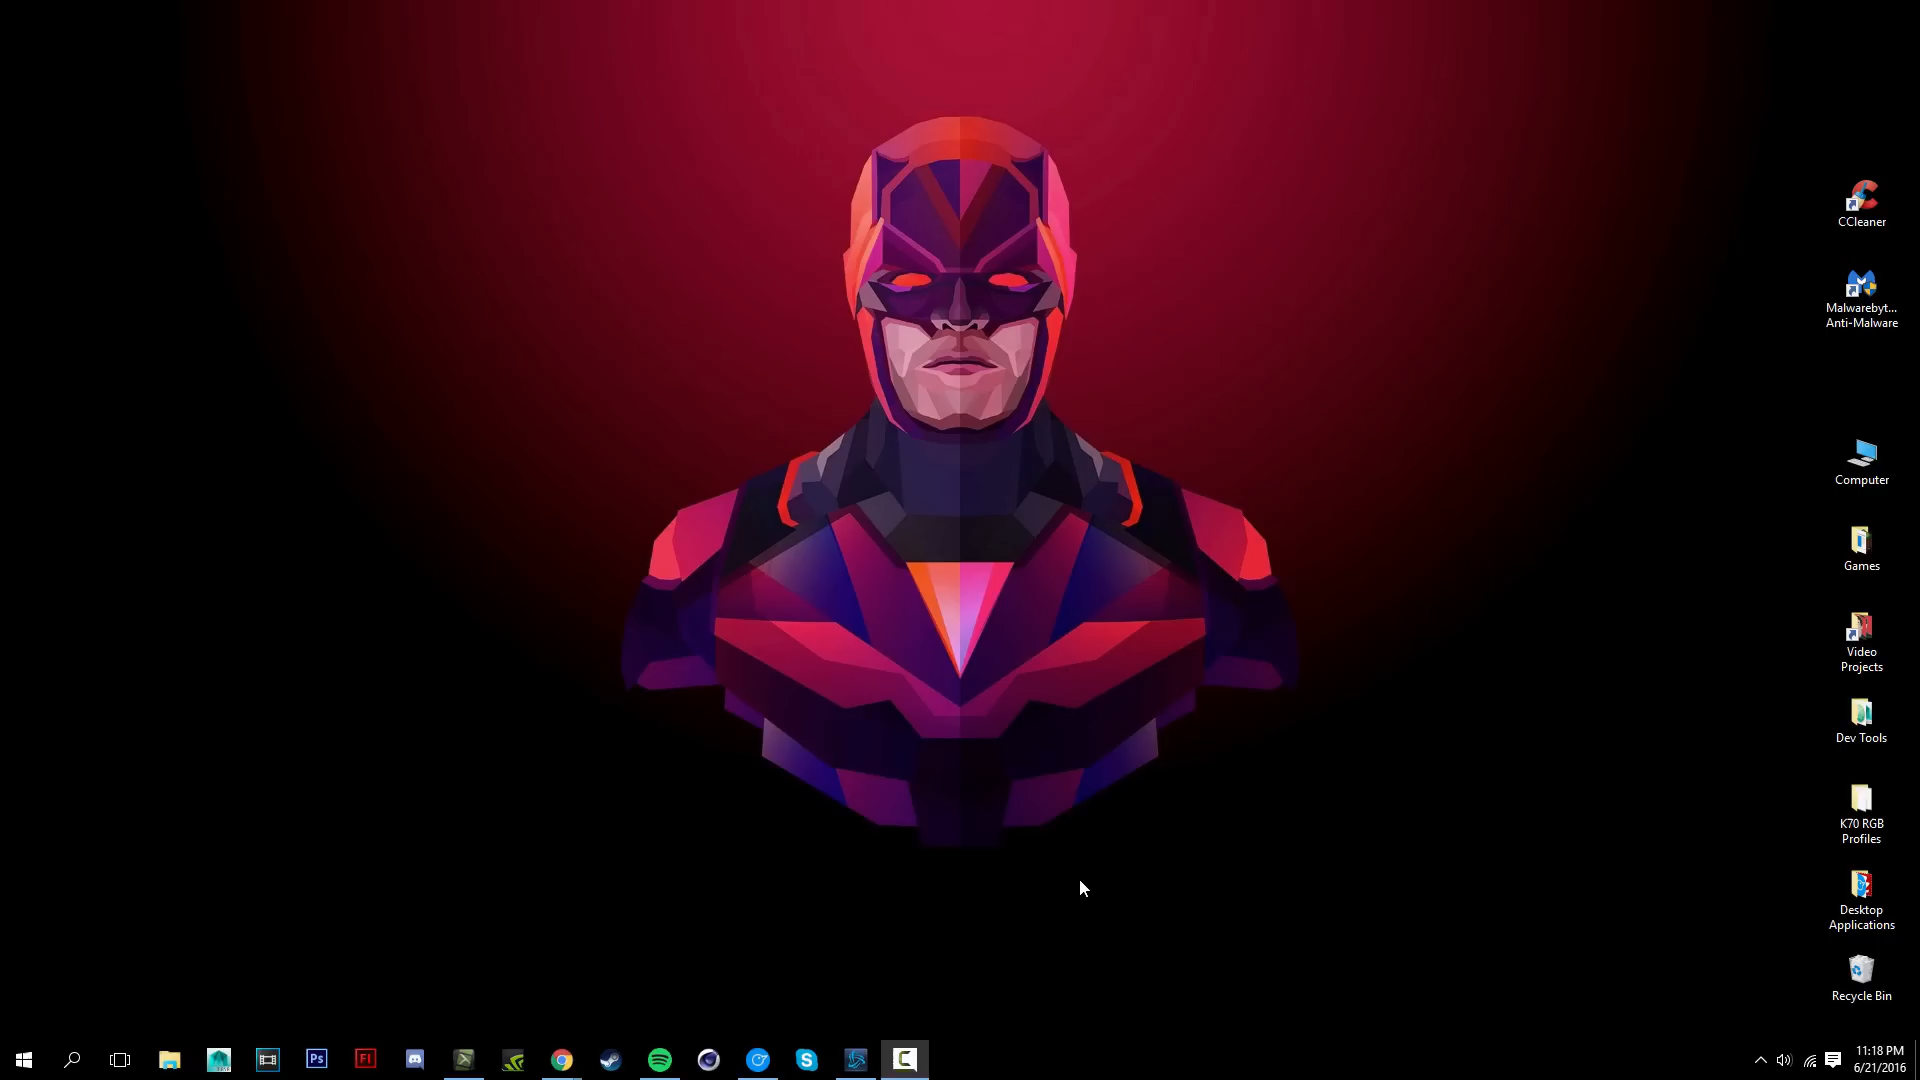 CCleaner
Malwarebyt...
Anti-Malware
Computer
Games
Video
Projects
Dev Tools
K70 RGB
Profiles
Desktop
Applications
Recycle Bin
Ps
Fl
11:18 PM
6/21/2016